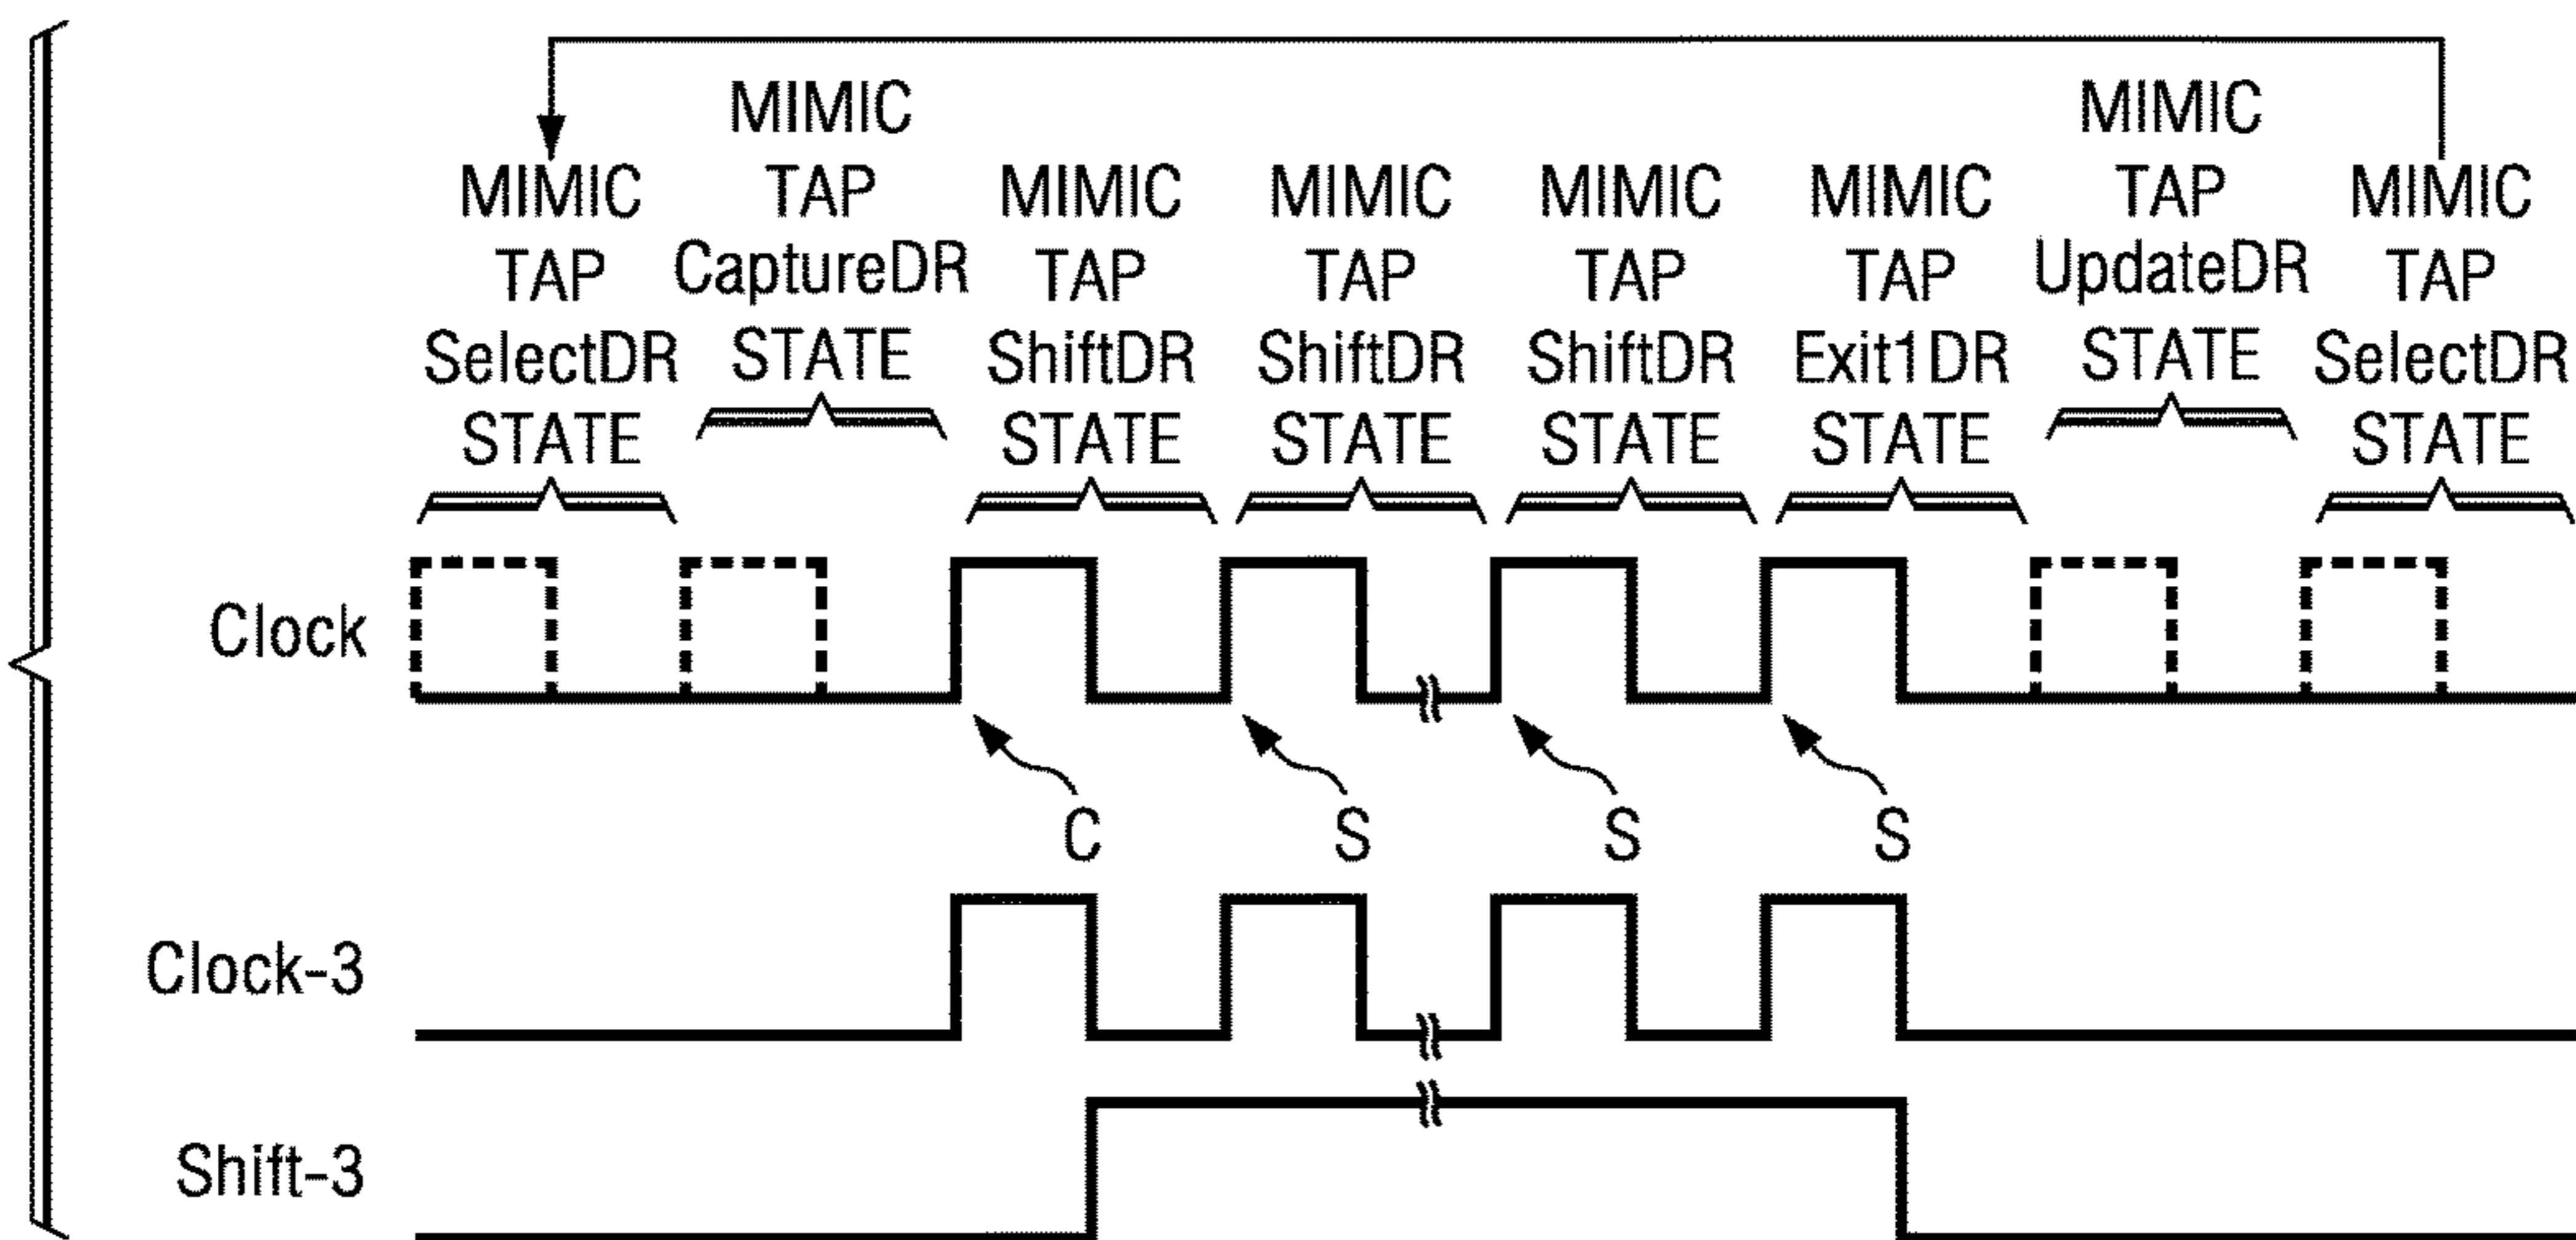 MIMIC
TAP
SelectDR
STATE
MIMIC
TAP
CaptureDR
STATE
MIMIC
TAP
ShiftDR
STATE
MIMIC
TAP
ShiftDR
STATE
MIMIC
TAP
ShiftDR
STATE
MIMIC
TAP
Exit1DR
STATE
MIMIC
TAP
UpdateDR
STATE
MIMIC
TAP
SelectDR
STATE
Clock
C
S
S
S
Clock-3
Shift-3